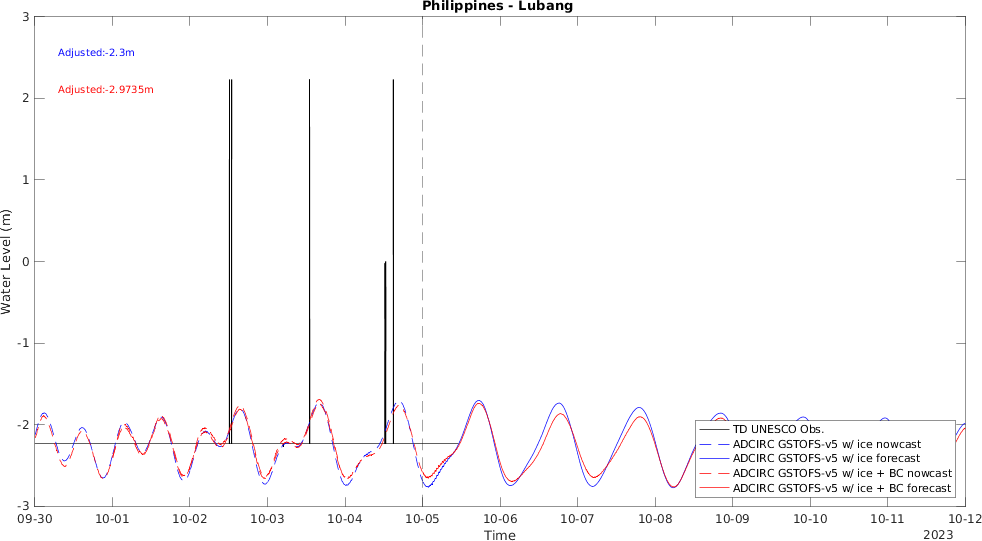 Philippines - Lubang
3
Adjusted:-2.3m
Adjusted:-2.9735m
2
1
0
-1
-2
-3
Water Level (m)
TD UNESCO Obs.
ADCIRC GSTOFS-v5 w/ ice nowcast
ADCIRC GSTOFS-v5 w/ ice forecast
ADCIRC GSTOFS-v5 w/ ice + BC nowcast
ADCIRC GSTOFS-v5 w/ ice + BC forecast
09-30 10-01 10-02 10-03 10-04 10-05 10-06 10-07 10-08 10-09 10-10 10-11 10-12
Time
2023